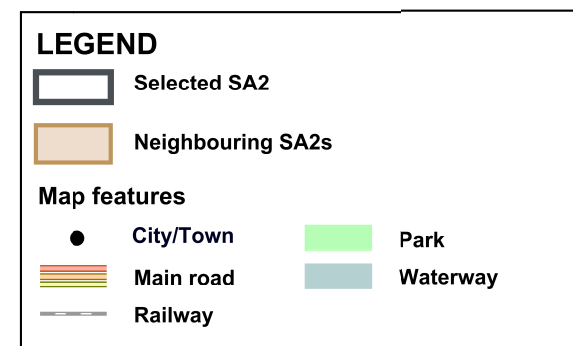 LEGEND
Selected SA2
Neighbouring SA2s
Map features
City/Town
Park
Main road
Waterway
Railway